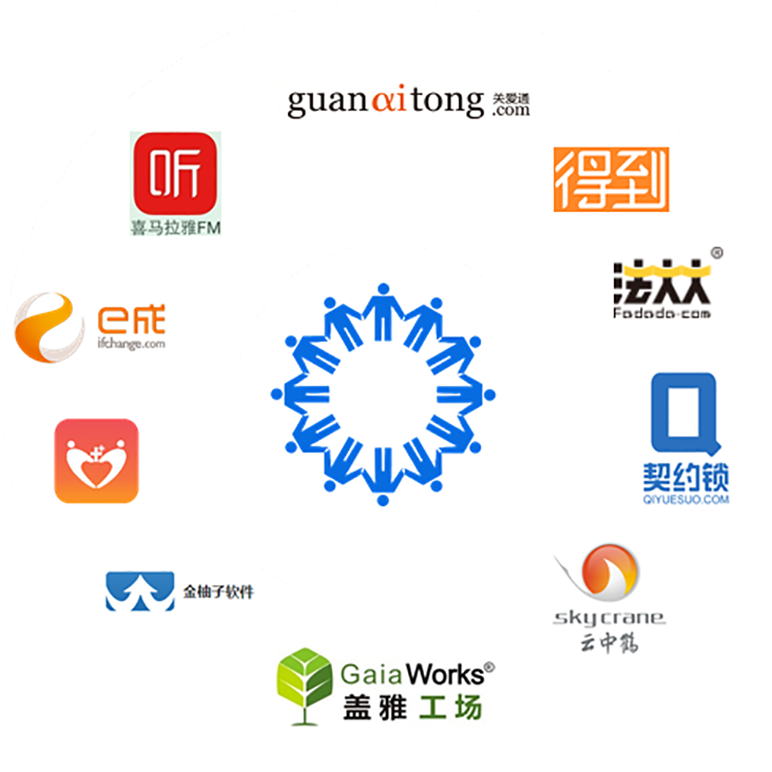 guanaitong
关爱通
.com
听
喜马拉雅FM
得到
法大大®
Fadada.com
e成
ifchange.com
契约锁
QIYUESUO.COM
金柚子软件
skycrane
云中鹤
GaiaWorks®
盖雅工场